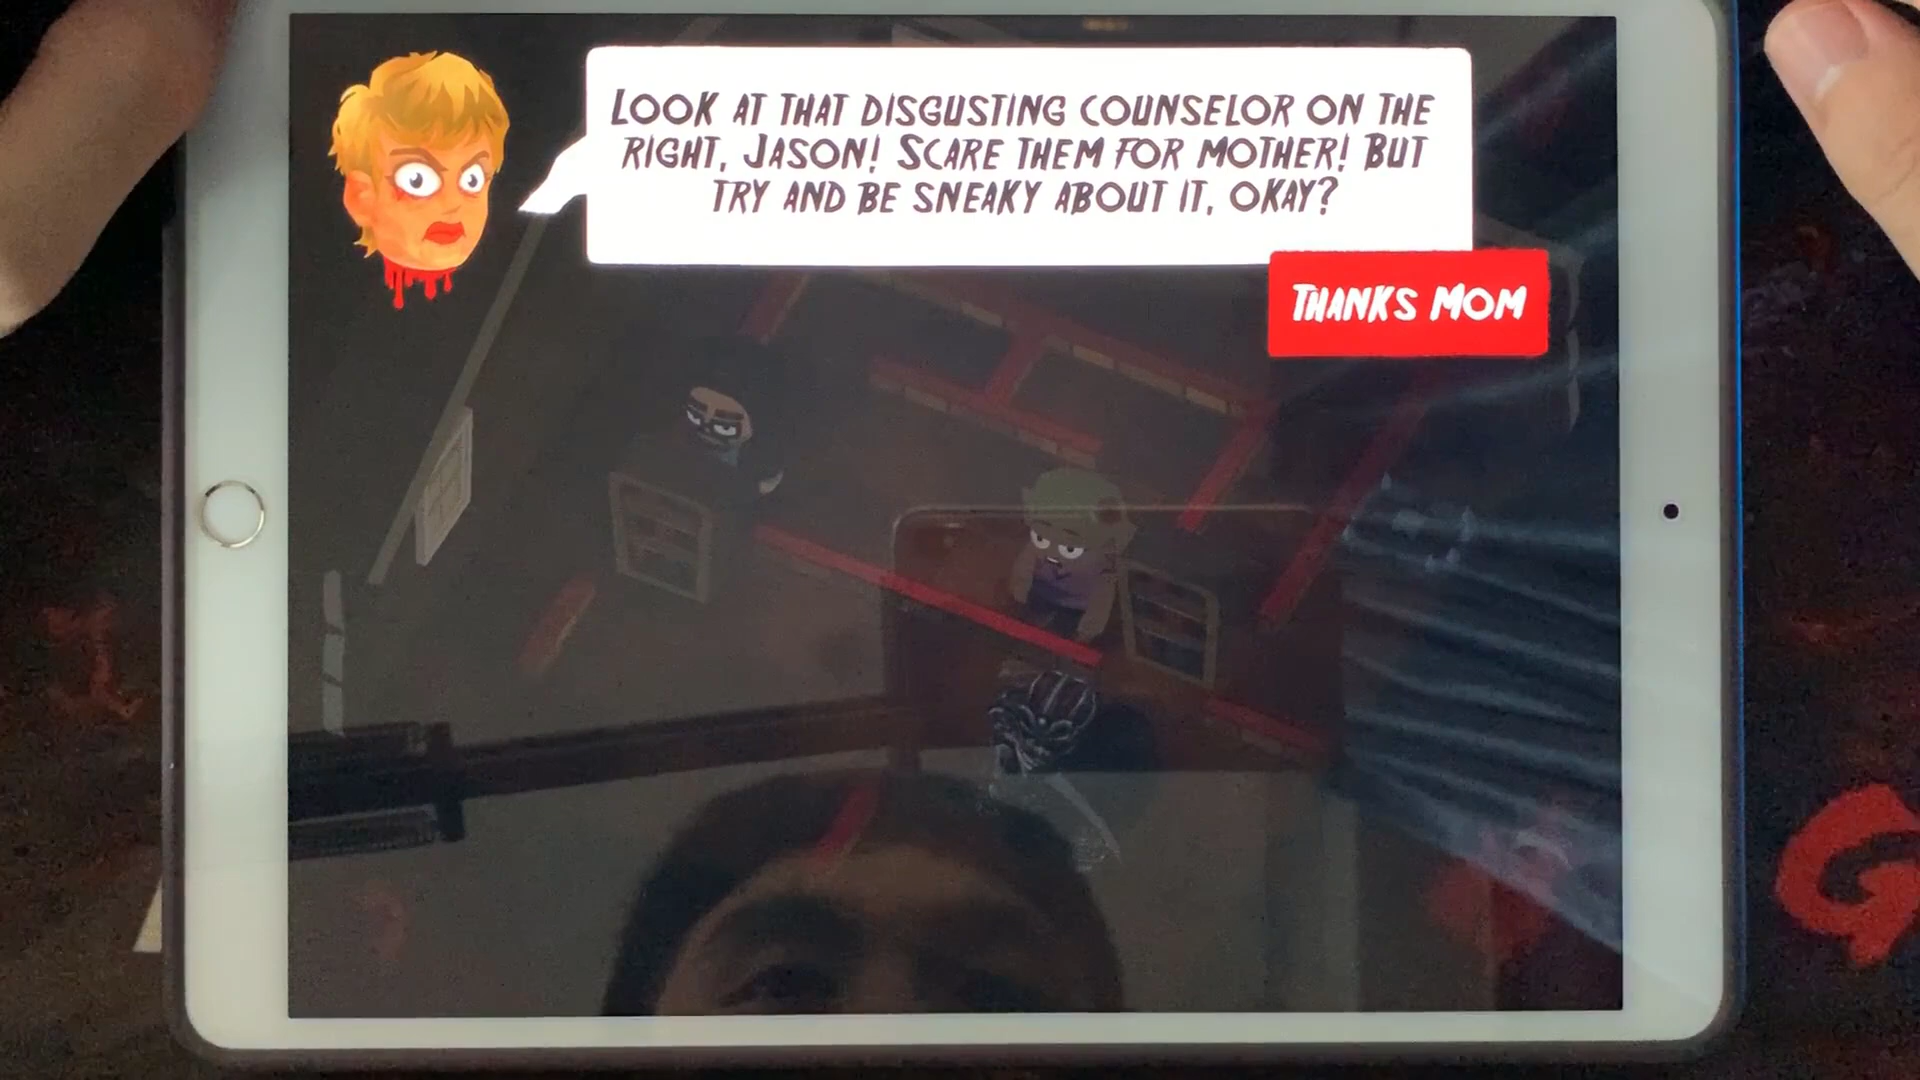 LOOK AT THAT DISGUSTING COUNSELOR ON THE
RIGHT, JASON! SCARE THEM FOR MOTHER! BUT
TRY AND BE SNEAKY ABOUT IT, OKAY?
THANKS MOM
G